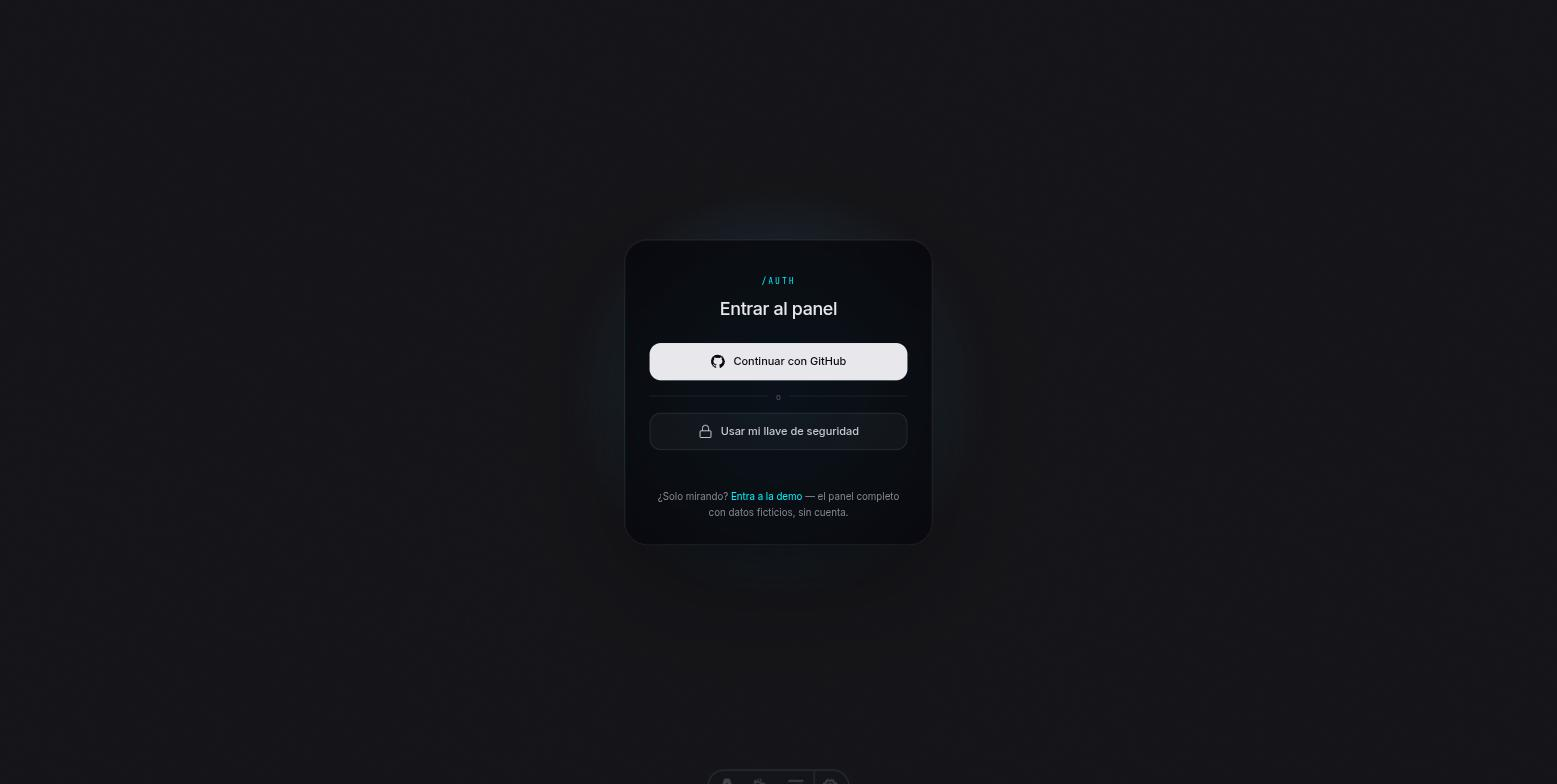 /AUTH
Entrar al panel
Continuar con GitHub
o
Usar mi llave de seguridad
¿Solo mirando? Entra a la demo — el panel completo
con datos ficticios, sin cuenta.